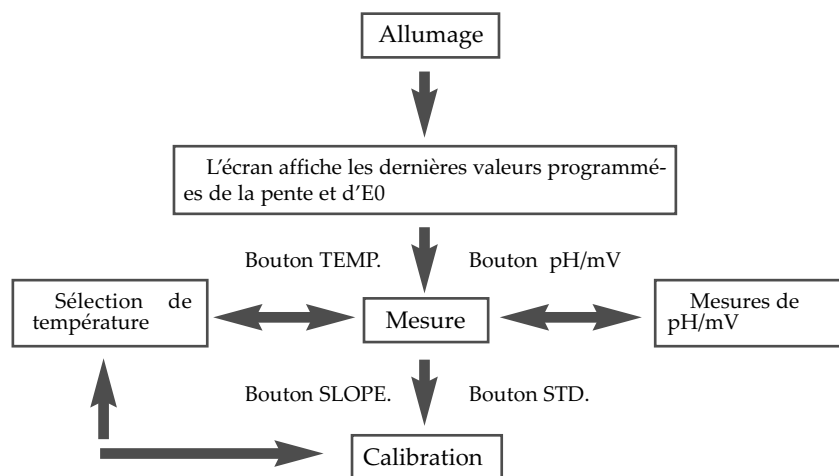 Allumage
L'écran affiche les dernières valeurs programmé-
es de la pente et d'E0
Bouton TEMP.
Bouton pH/mV
Sélection de
température
Mesure
Mesures de
pH/mV
Bouton SLOPE.
Bouton STD.
Calibration